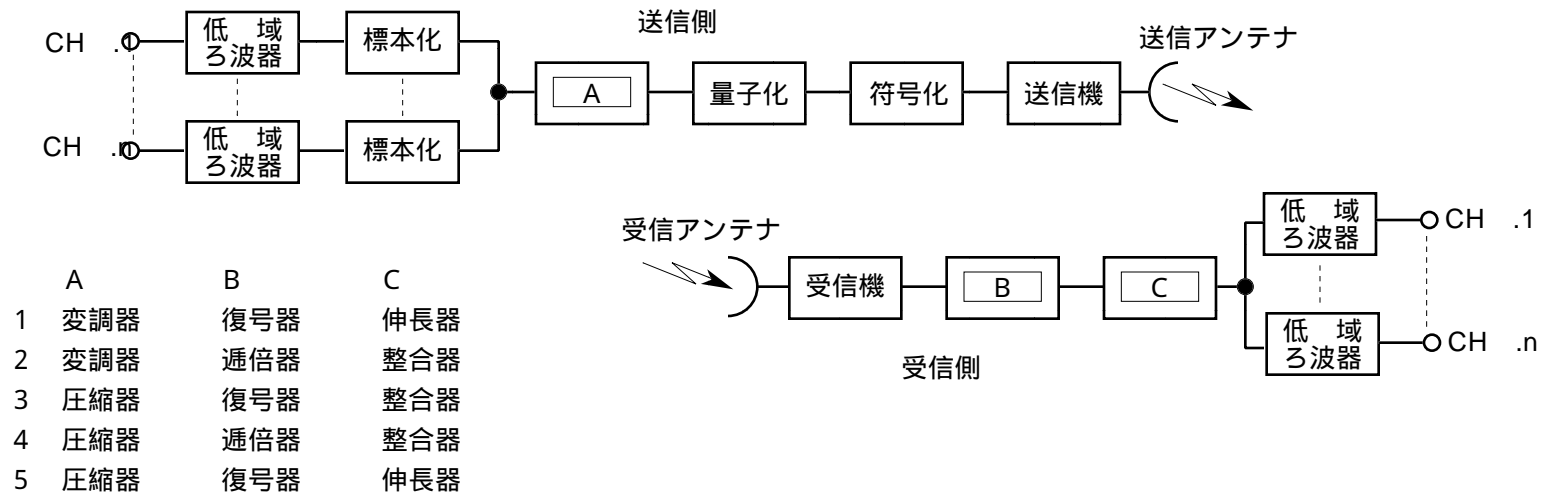 送信側
送信アンテナ
CH .1
低 域
ろ波器
標本化
A
量子化
符号化
送信機
CH .n
低 域
ろ波器
標本化
受信アンテナ
受信機
B
C
低 域
ろ波器
CH .1
低 域
ろ波器
CH .n
受信側
A B C
1 変調器 復号器 伸長器
2 変調器 逓倍器 整合器
3 圧縮器 復号器 整合器
4 圧縮器 逓倍器 整合器
5 圧縮器 復号器 伸長器